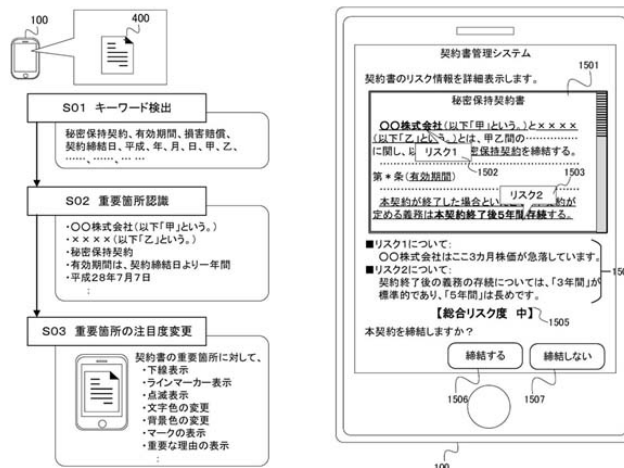 100
400
S01 キーワード検出
秘密保持契約、有効期間、損害賠償、
契約締結日、平成、年、月、日、甲、乙、
……、……、… …
S02 重要箇所認識
・〇〇株式会社(以下「甲」という。)
・××××(以下「乙」という。)
・秘密保持契約
・有効期間は、契約締結日より一年間
・平成28年7月7日
:
S03 重要箇所の注目度変更
契約書の重要箇所に対して、
・下線表示
・ラインマーカー表示
・点滅表示
・文字色の変更
・背景色の変更
・マークの表示
・重要な理由の表示
:
契約書管理システム
1501
契約書のリスク情報を詳細表示します。
秘密保持契約書
〇〇株式会社(以下「甲」という。)と××××
(以下「乙」という。)とは、甲乙間の…………
に関し、以 リスク1 密保持契約を締結する。
1502
1503
第*条(有効期間)
リスク2
本契約が終了した場合といえ 契約が
定める義務は本契約終了後5年間存続する。
■リスク1について:
〇〇株式会社はここ3カ月株価が急落しています。
■リスク2について:
契約終了後の義務の存続については、「3年間」が
標準的であり、「5年間」は長めです。
【総合リスク度 中】
1505
本契約を締結しますか?
締結する
締結しない
1506
1507